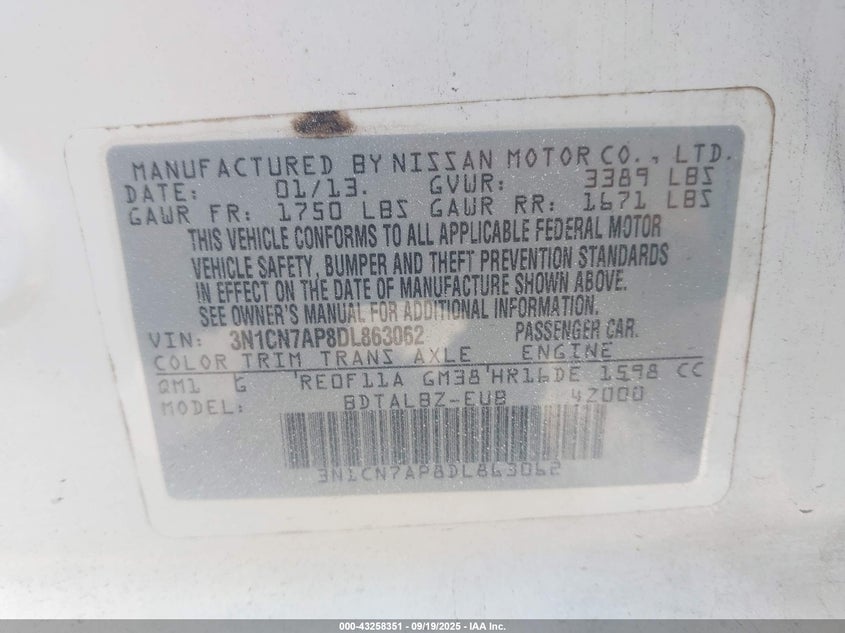 MANUFACTURED BY NISSAN MOTOR CO., LTD.
DATE: 01/13. GVWR: 3389 LBS
GAWR FR: 1750 LBS GAWR RR: 1671 LBS
THIS VEHICLE CONFORMS TO ALL APPLICABLE FEDERAL MOTOR
VEHICLE SAFETY, BUMPER AND THEFT PREVENTION STANDARDS
IN EFFECT ON THE DATE OF MANUFACTURE SHOWN ABOVE.
SEE OWNER'S MANUAL FOR ADDITIONAL INFORMATION.
VIN: 3N1CN7AP8DL863062 PASSENGER CAR.
COLOR TRIM TRANS AXLE ENGINE
QM1 G RE0F11A GM38 HR16DE 1598 CC
MODEL: BDTALBZ-EUB 4Z000
3N1CN7AP8DL863062
000-43258351 | 09/19/2025 | IAA Inc.